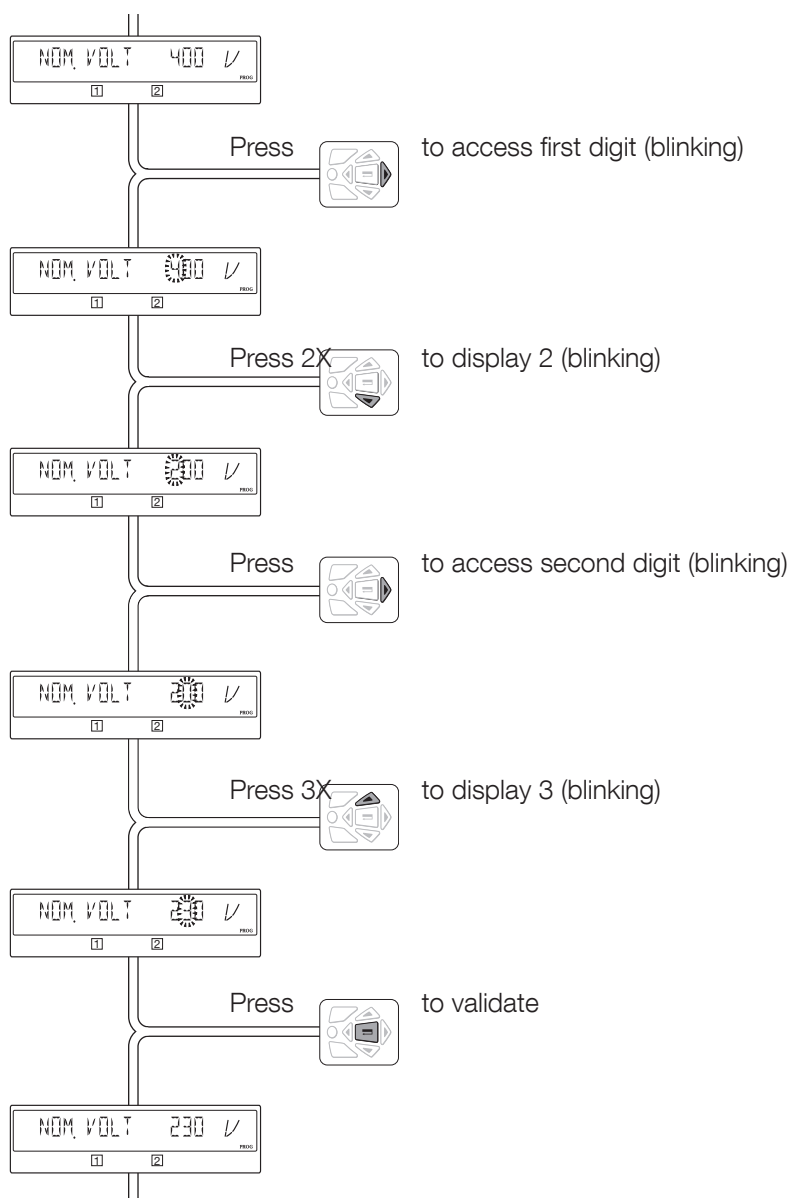 NOM. VOLT 400 V
PROG
1 2
Press to access first digit (blinking)
NOM. VOLT 400 V
PROG
1 2
Press 2X to display 2 (blinking)
NOM. VOLT 200 V
PROG
1 2
Press to access second digit (blinking)
NOM. VOLT 200 V
PROG
1 2
Press 3X to display 3 (blinking)
NOM. VOLT 230 V
PROG
1 2
Press to validate
NOM. VOLT 230 V
PROG
1 2